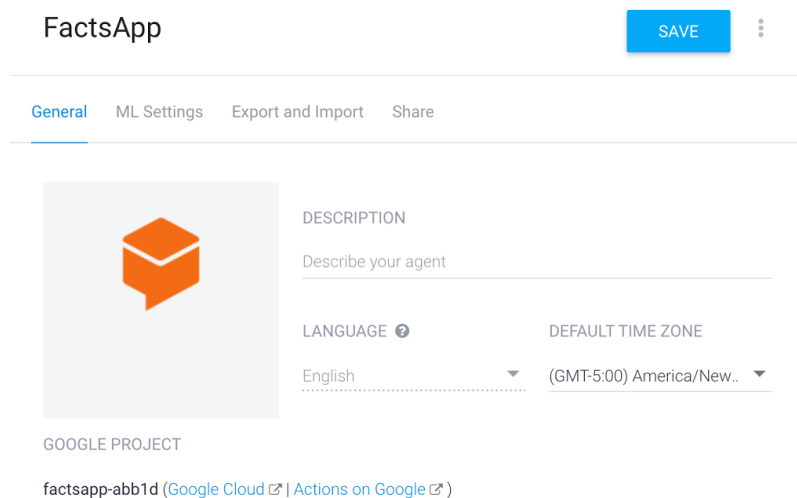 FactsApp
SAVE
General ML Settings Export and Import Share
DESCRIPTION
Describe your agent
LANGUAGE DEFAULT TIME ZONE
English (GMT-5:00) America/New..
GOOGLE PROJECT
factsapp-abb1d (Google Cloud | Actions on Google )